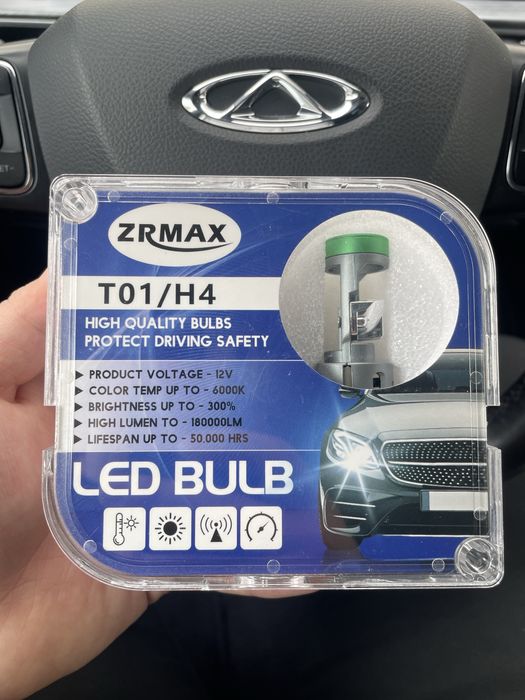 ZRMAX
T01/H4
HIGH QUALITY BULBS
PROTECT DRIVING SAFETY
▶ PRODUCT VOLTAGE - 12V
▶ COLOR TEMP UP TO - 6000K
▶ BRIGHTNESS UP TO - 300%
▶ HIGH LUMEN TO - 180000LM
▶ LIFESPAN UP TO - 50.000 HRS
LED BULB